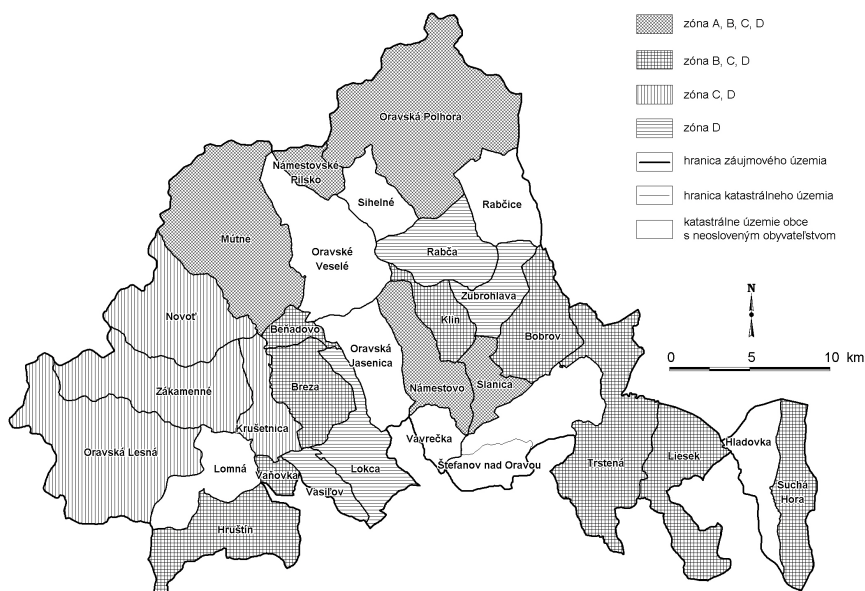 zóna A, B, C, D
zóna B, C, D
zóna C, D
zóna D
hranica záujmového územia
hranica katastrálneho územia
katastrálne územie obce
s neosloveným obyvateľstvom
N
0 5 10 km
Oravská Polhora
Námestovské
Pilsko
Sihelné
Rabčice
Mútne
Oravské
Veselé
Rabča
Zubrohlava
Novoť
Klin
Beňadovo
Bobrov
Oravská
Jasenica
Zákamenné
Breza
Námestovo
Slanica
Krušetnica
Oravská Lesná
Vavrečka
Hladovka
Lomná
Vaňovka
Lokca
Štefanov nad Oravou
Trstená
Liesek
Vasiľov
Suchá
Hora
Hruštín